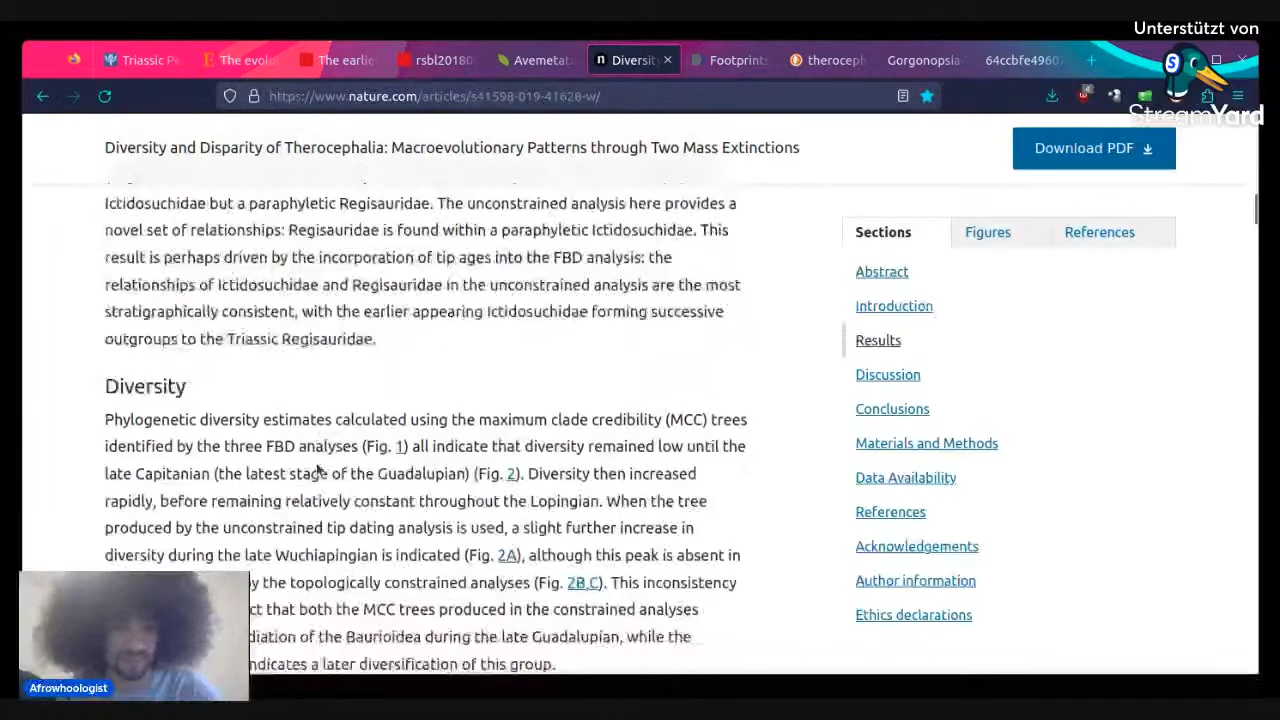 Unterstützt von
StreamYard
Triassic Pe
The evolu
The earlie
rsbl20180
Avemetata
Diversity
Footprints
theroceph
Gorgonopsia
64ccbfe4960
https://www.nature.com/articles/s41598-019-41628-w/
Diversity and Disparity of Therocephalia: Macroevolutionary Patterns through Two Mass Extinctions
Download PDF
Ictidosuchidae but a paraphyletic Regisauridae. The unconstrained analysis here provides a
novel set of relationships: Regisauridae is found within a paraphyletic Ictidosuchidae. This
result is perhaps driven by the incorporation of tip ages into the FBD analysis: the
relationships of Ictidosuchidae and Regisauridae in the unconstrained analysis are the most
stratigraphically consistent, with the earlier appearing Ictidosuchidae forming successive
outgroups to the Triassic Regisauridae.
Diversity
Phylogenetic diversity estimates calculated using the maximum clade credibility (MCC) trees
identified by the three FBD analyses (Fig. 1) all indicate that diversity remained low until the
late Capitanian (the latest stage of the Guadalupian) (Fig. 2). Diversity then increased
rapidly, before remaining relatively constant throughout the Lopingian. When the tree
produced by the unconstrained tip dating analysis is used, a slight further increase in
diversity during the late Wuchiapingian is indicated (Fig. 2A), although this peak is absent in
by the topologically constrained analyses (Fig. 2B,C). This inconsistency
ct that both the MCC trees produced in the constrained analyses
diation of the Baurioidea during the late Guadalupian, while the
indicates a later diversification of this group.
Sections
Figures
References
Abstract
Introduction
Results
Discussion
Conclusions
Materials and Methods
Data Availability
References
Acknowledgements
Author information
Ethics declarations
Afrowhoologist